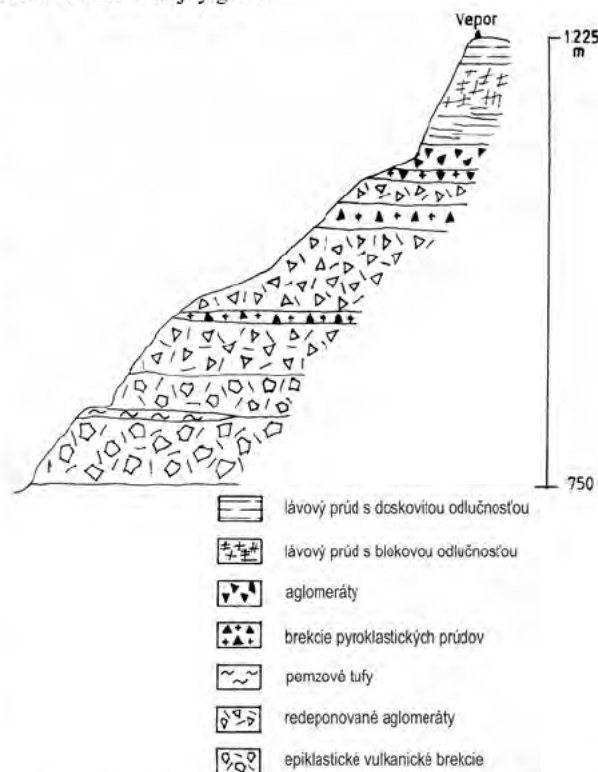 Vepor
1225
m
750
lávový prúd s doskovitou odlučnosťou
lávový prúd s blokovou odlučnosťou
aglomeráty
brekcie pyroklastických prúdov
pemzové tufy
redeponované aglomeráty
epiklastické vulkanické brekcie